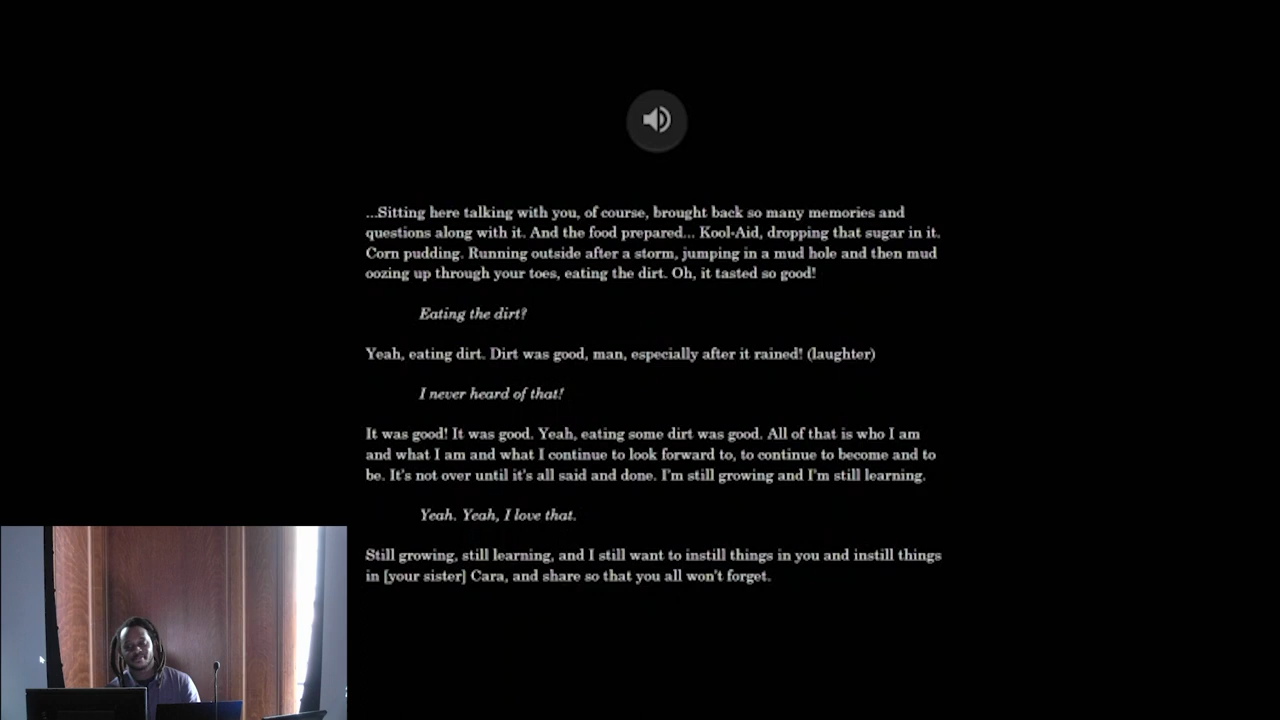 ...Sitting here talking with you, of course, brought back so many memories and
questions along with it. And the food prepared... Kool-Aid, dropping that sugar in it.
Corn pudding. Running outside after a storm, jumping in a mud hole and then mud
oozing up through your toes, eating the dirt. Oh, it tasted so good!
Eating the dirt?
Yeah, eating dirt. Dirt was good, man, especially after it rained! (laughter)
I never heard of that!
It was good! It was good. Yeah, eating some dirt was good. All of that is who I am
and what I am and what I continue to look forward to, to continue to become and to
be. It's not over until it's all said and done. I'm still growing and I'm still learning.
Yeah. Yeah, I love that.
Still growing, still learning, and I still want to instill things in you and instill things
in [your sister] Cara, and share so that you all won't forget.